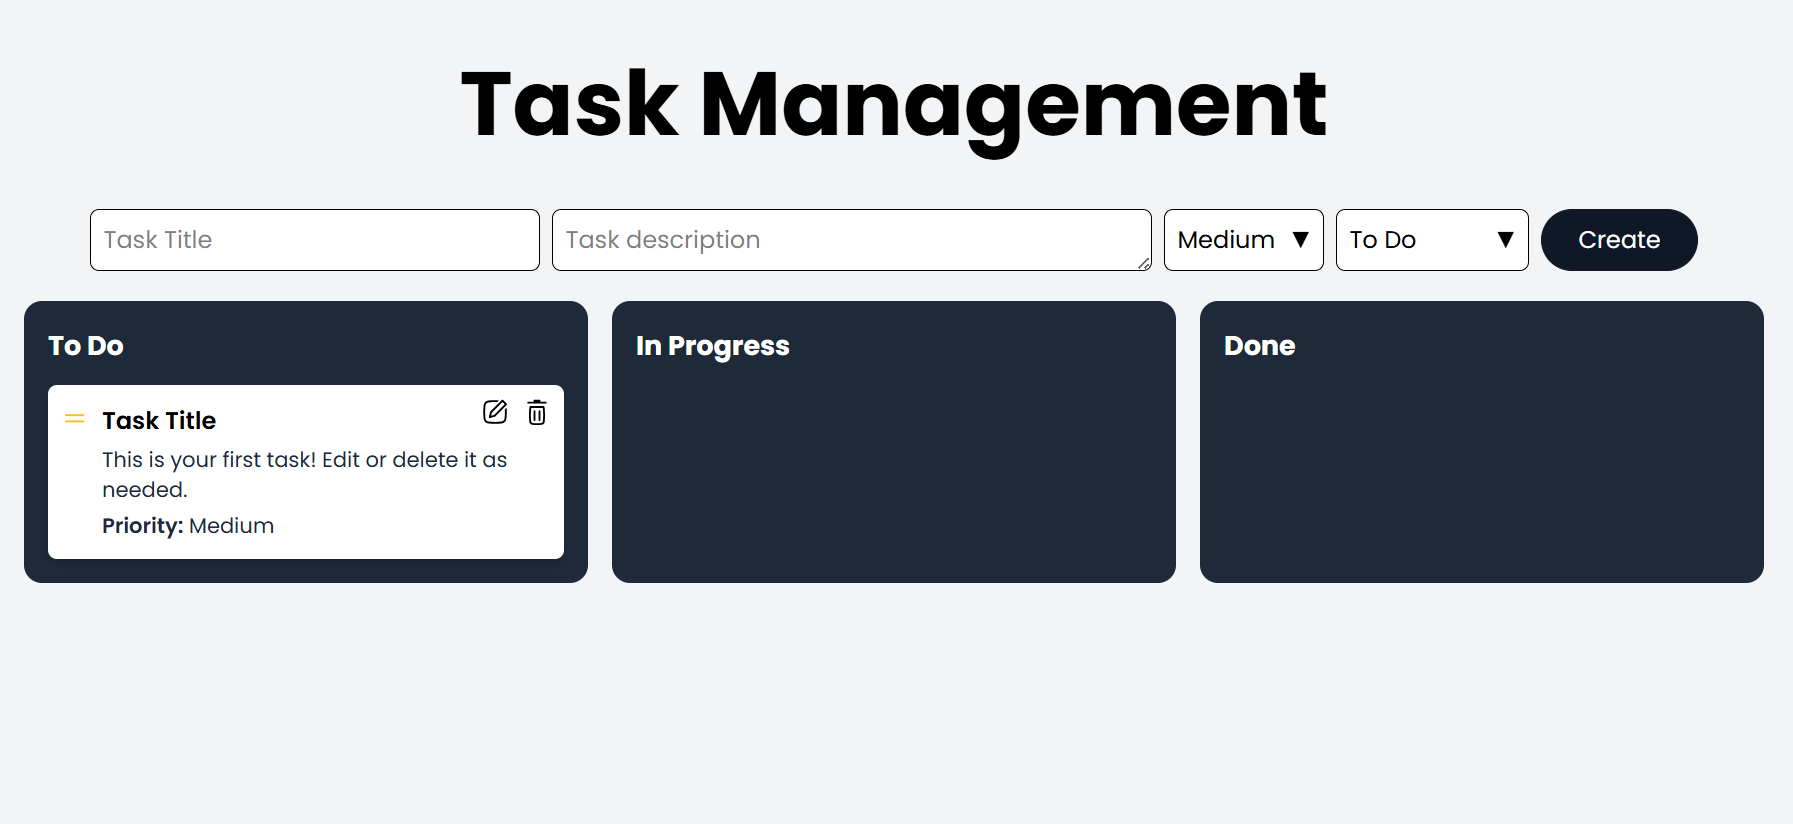 Task Management
Task Title
Task description
Medium ▼
To Do ▼
Create
To Do
Task Title
This is your first task! Edit or delete it as
needed.
Priority: Medium
In Progress
Done